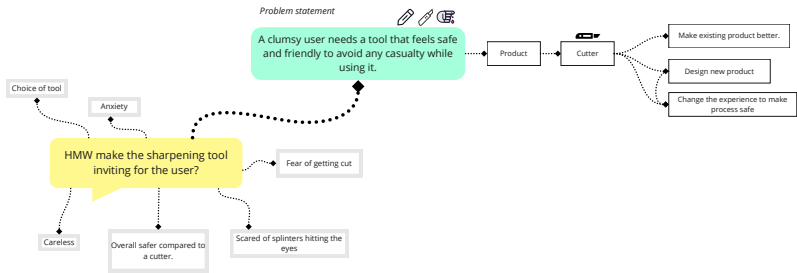 Problem statement
A clumsy user needs a tool that feels safe
and friendly to avoid any casualty while
using it.
Product
Cutter
Make existing product better.
Design new product
Change the experience to make
process safe
Choice of tool
Anxiety
HMW make the sharpening tool
inviting for the user?
Fear of getting cut
Careless
Overall safer compared to
a cutter.
Scared of splinters hitting the
eyes